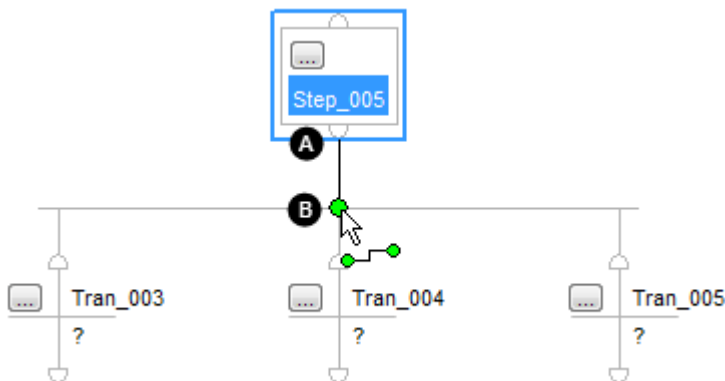 ...
Step_005
A
B
... Tran_003 ... Tran_004 ... Tran_005
? ? ?